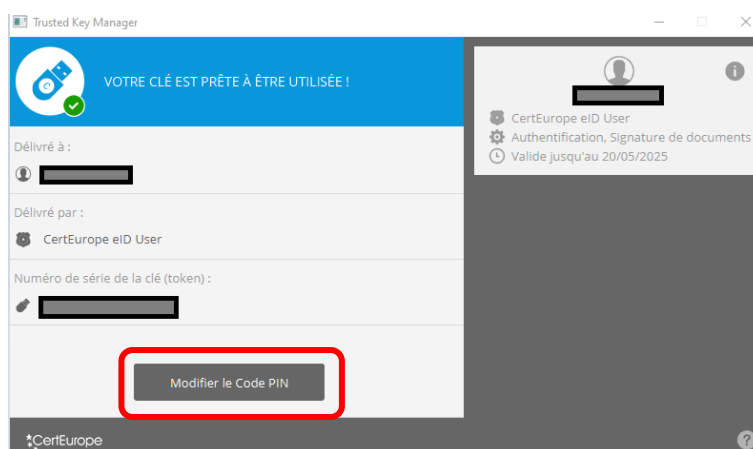 Trusted Key Manager
VOTRE CLÉ EST PRÊTE À ÊTRE UTILISÉE !
Délivré à :
Délivré par :
CertEurope eID User
Numéro de série de la clé (token) :
Modifier le Code PIN
CertEurope
CertEurope eID User
Authentification, Signature de documents
Valide jusqu'au 20/05/2025